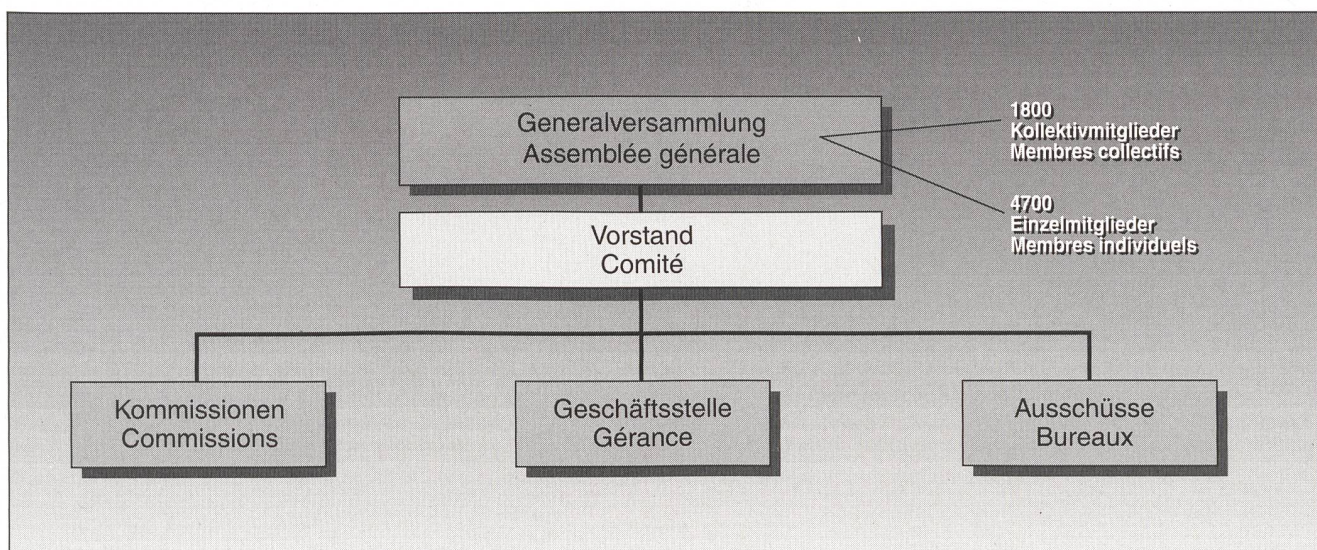 Generalversammlung
Assemblée générale
1800
Kollektivmitglieder
Membres collectifs
4700
Einzelmitglieder
Membres individuels
Vorstand
Comité
Kommissionen
Commissions
Geschäftsstelle
Gérance
Ausschüsse
Bureaux